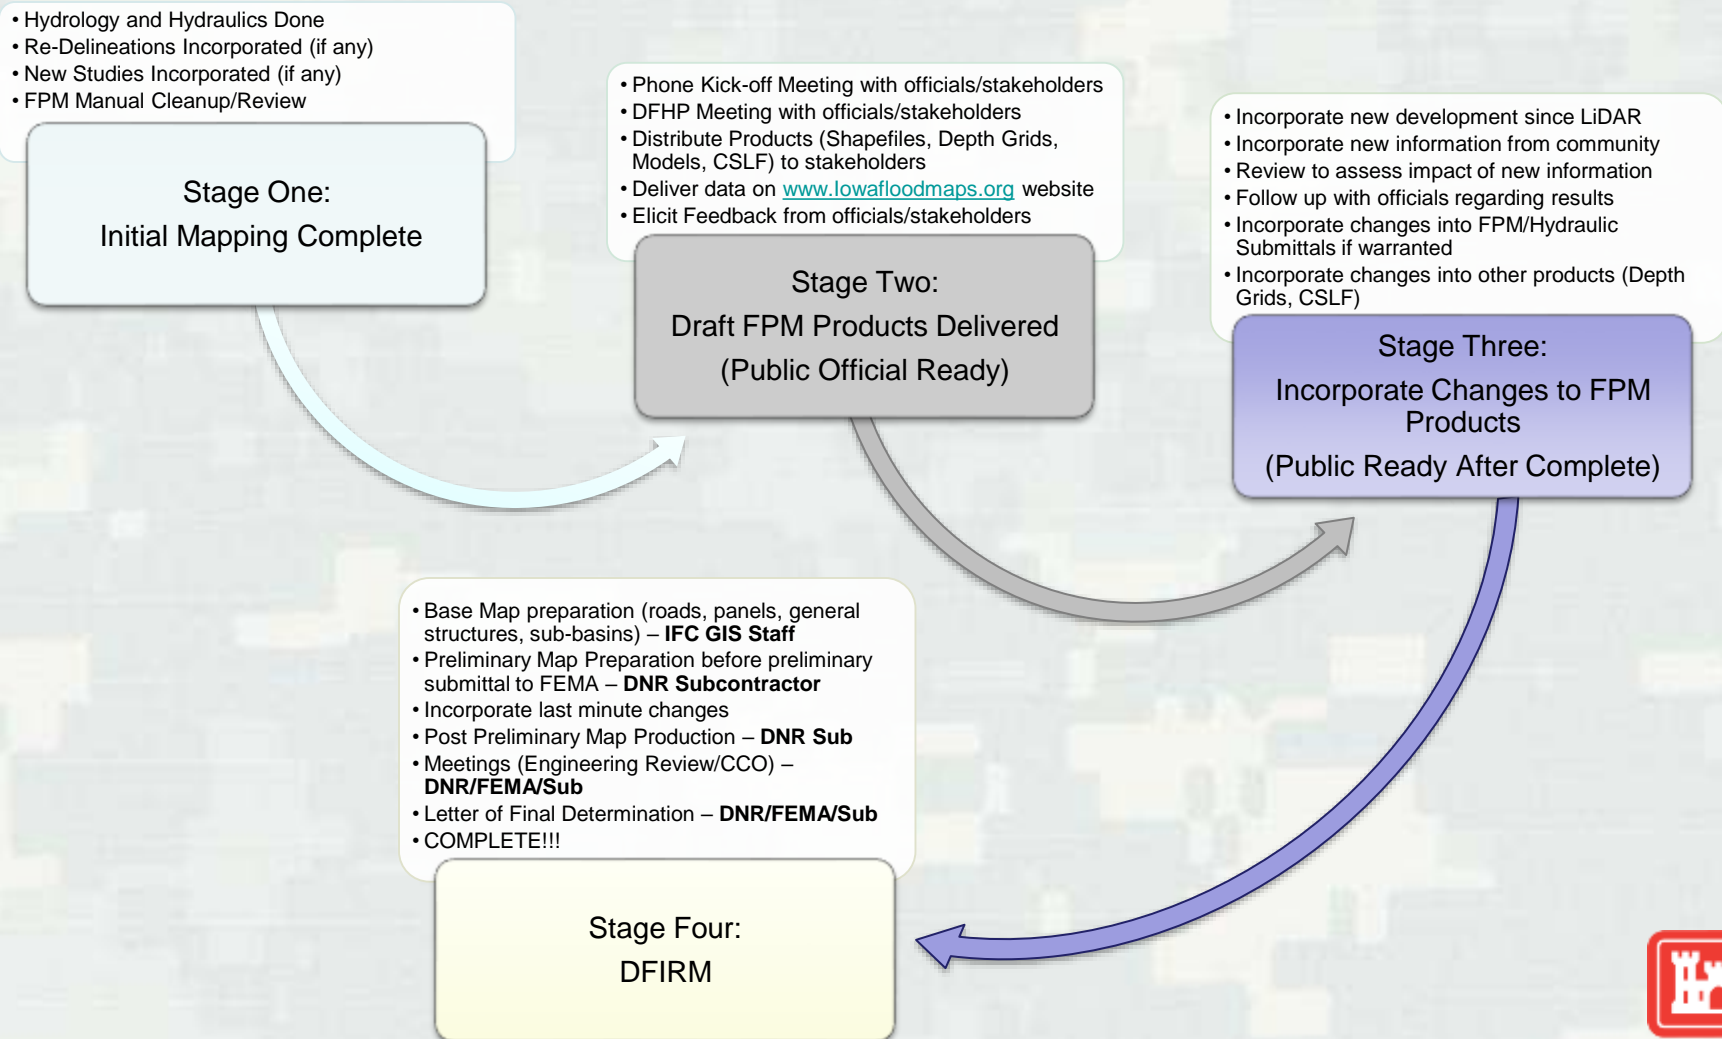 • Hydrology and Hydraulics Done
• Re-Delineations Incorporated (if any)
• New Studies Incorporated (if any)
• FPM Manual Cleanup/Review
Stage One:
Initial Mapping Complete
• Phone Kick-off Meeting with officials/stakeholders
• DFHP Meeting with officials/stakeholders
• Distribute Products (Shapefiles, Depth Grids,
Models, CSLF) to stakeholders
• Deliver data on www.Iowafloodmaps.org website
• Elicit Feedback from officials/stakeholders
Stage Two:
Draft FPM Products Delivered
(Public Official Ready)
• Incorporate new development since LiDAR
• Incorporate new information from community
• Review to assess impact of new information
• Follow up with officials regarding results
• Incorporate changes into FPM/Hydraulic
Submittals if warranted
• Incorporate changes into other products (Depth
Grids, CSLF)
Stage Three:
Incorporate Changes to FPM
Products
(Public Ready After Complete)
• Base Map preparation (roads, panels, general
structures, sub-basins) – IFC GIS Staff
• Preliminary Map Preparation before preliminary
submittal to FEMA – DNR Subcontractor
• Incorporate last minute changes
• Post Preliminary Map Production – DNR Sub
• Meetings (Engineering Review/CCO) –
DNR/FEMA/Sub
• Letter of Final Determination – DNR/FEMA/Sub
• COMPLETE!!!
Stage Four:
DFIRM